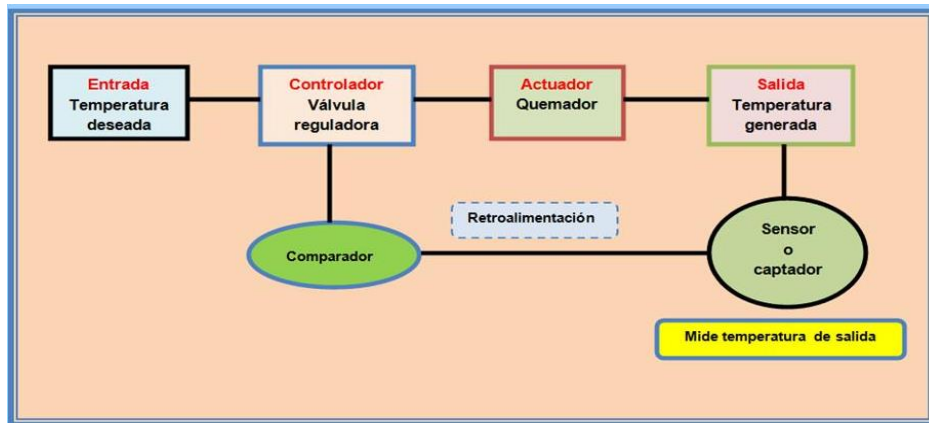 Entrada
Temperatura
deseada
Controlador
Válvula
reguladora
Actuador
Quemador
Salida
Temperatura
generada
Retroalimentación
Comparador
Sensor
o
captador
Mide temperatura de salida